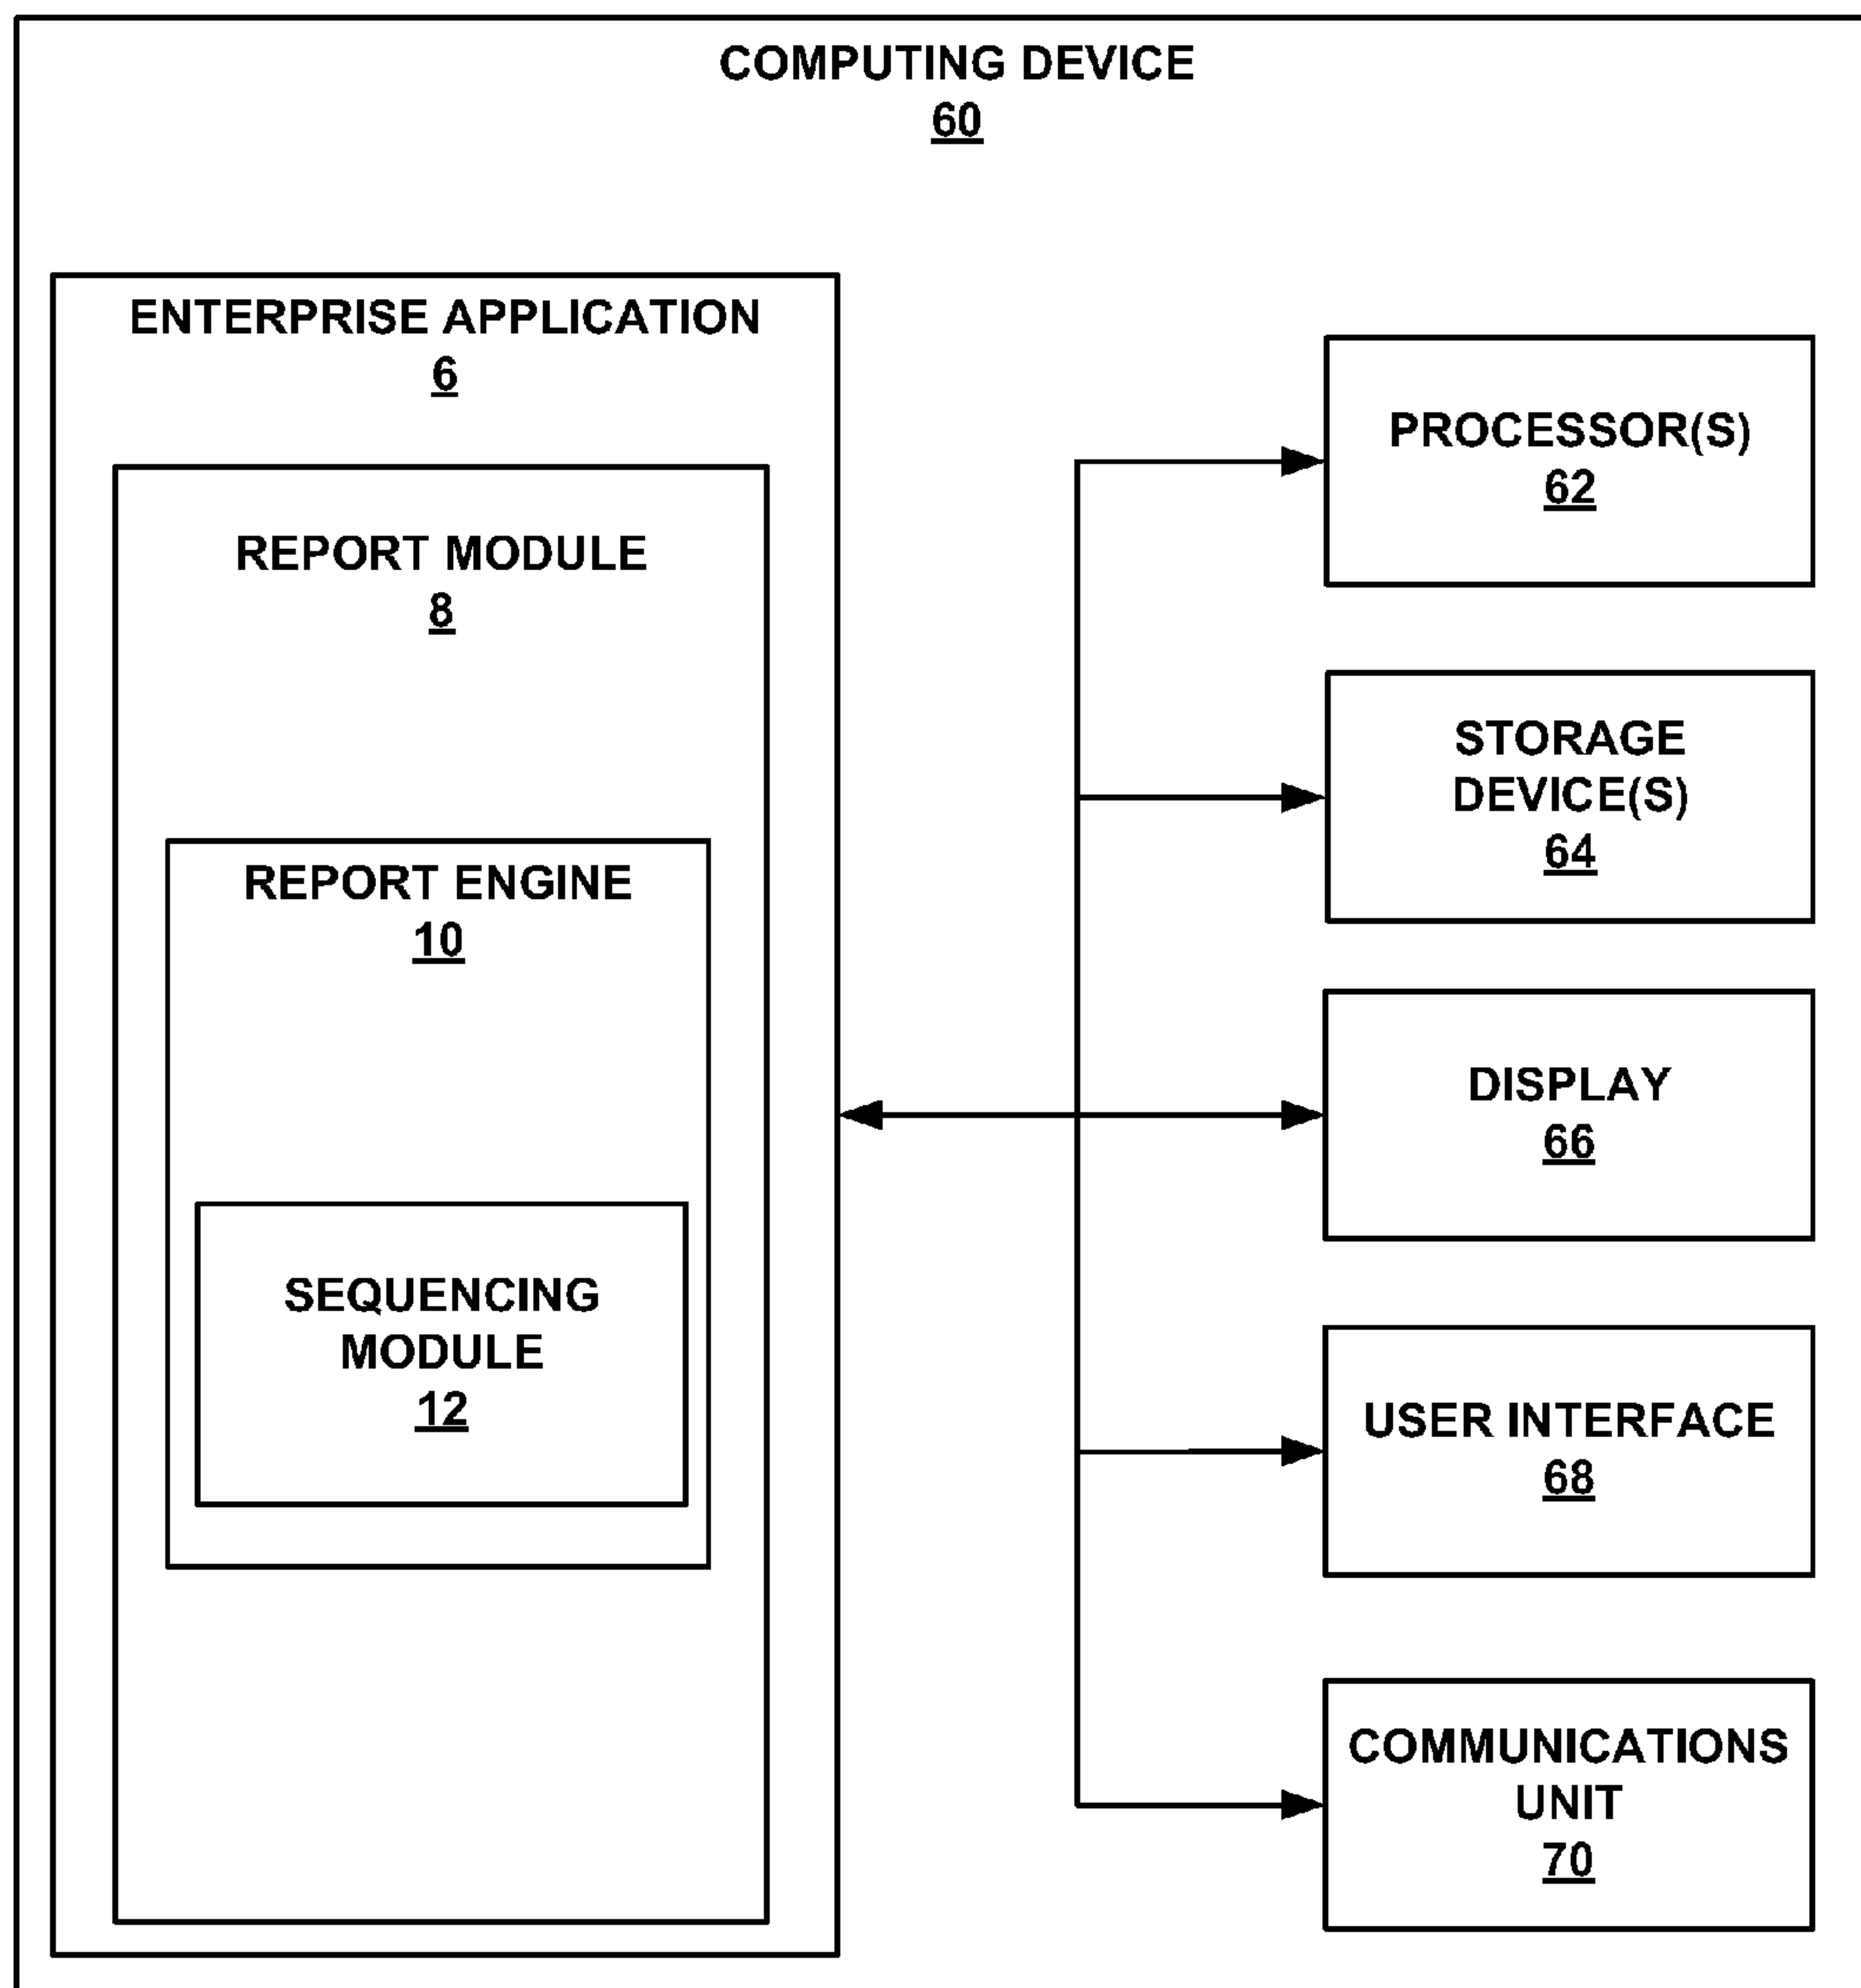 COMPUTING DEVICE
60
ENTERPRISE APPLICATION
6
REPORT MODULE
8
REPORT ENGINE
10
SEQUENCING
MODULE
12
PROCESSOR(S)
62
STORAGE
DEVICE(S)
64
DISPLAY
66
USER INTERFACE
68
COMMUNICATIONS
UNIT
70